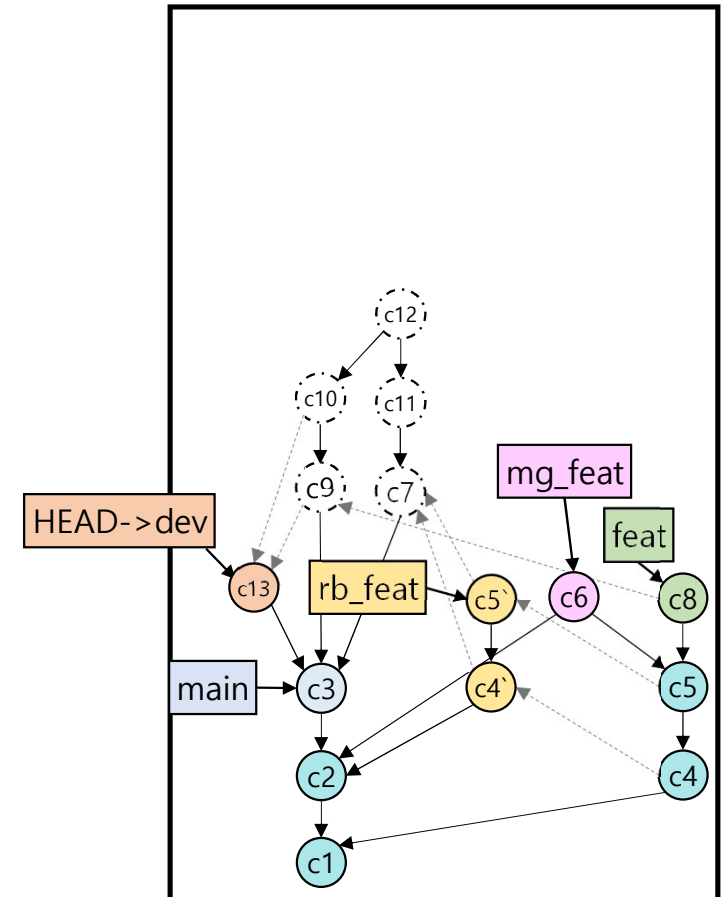 c12
c10
c11
c9
c7
mg_feat
HEAD->dev
feat
c13
rb_feat
c5`
c6
c8
main
c3
c4`
c5
c2
c4
c1